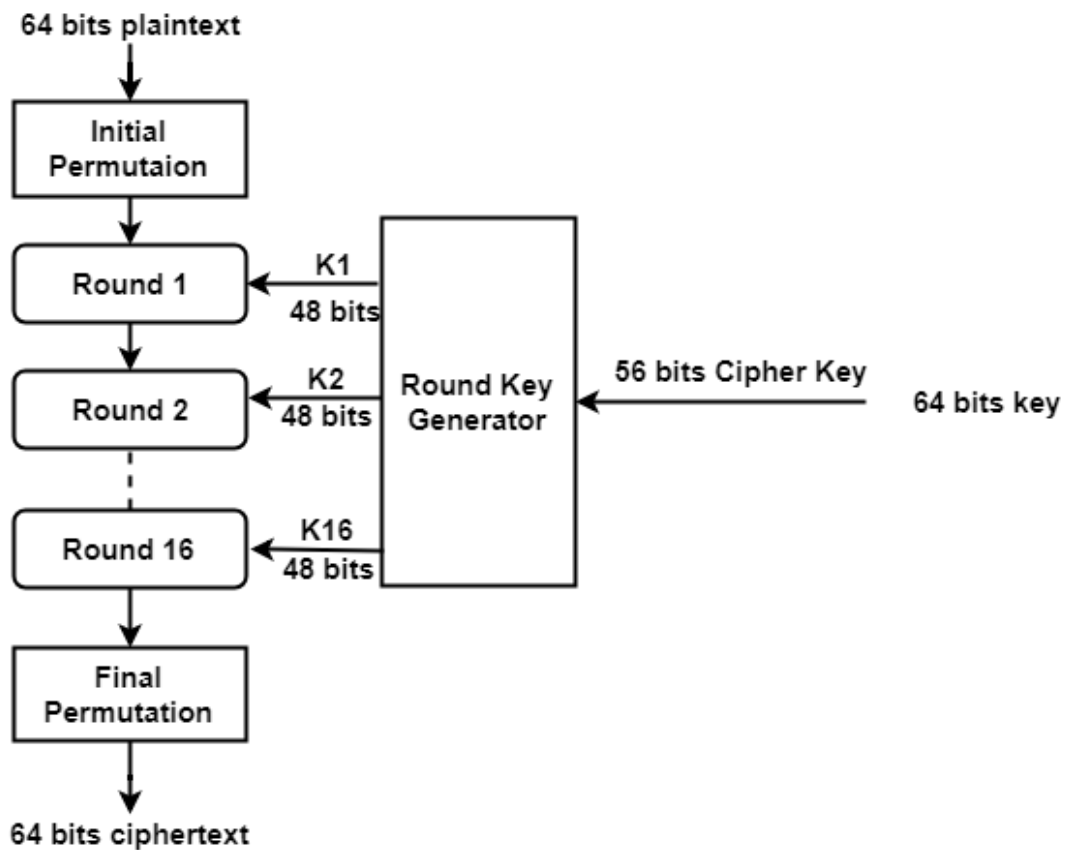 64 bits plaintext
Initial
Permutaion
Round 1
K1
48 bits
Round 2
K2
48 bits
Round Key
Generator
56 bits Cipher Key
64 bits key
Round 16
K16
48 bits
Final
Permutation
64 bits ciphertext